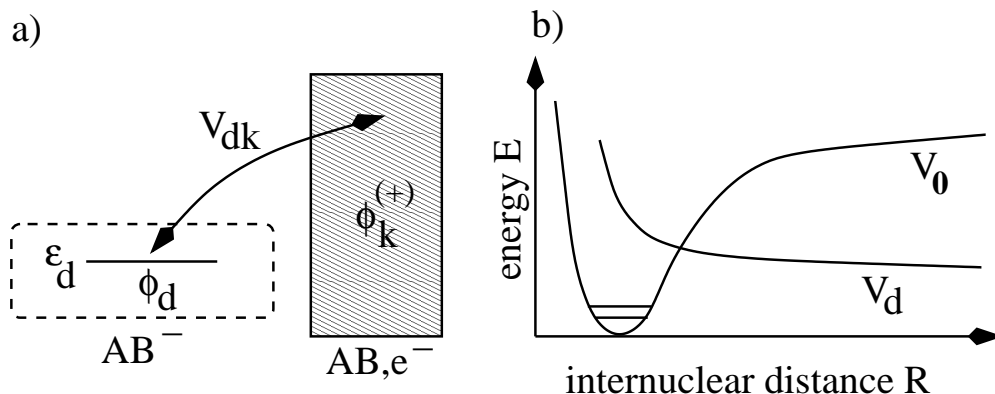 a)
V_dk
ϕ_k^(+)
ε_d
ϕ_d
AB⁻
AB,e⁻
b)
energy E
V_0
V_d
internuclear distance R